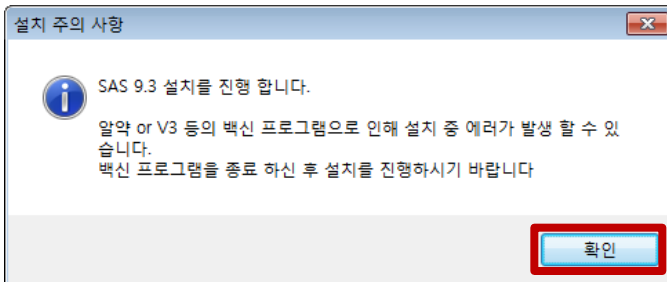 설치 주의 사항
SAS 9.3 설치를 진행 합니다.
알약 or V3 등의 백신 프로그램으로 인해 설치 중 에러가 발생 할 수 있
습니다.
백신 프로그램을 종료 하신 후 설치를 진행하시기 바랍니다
확인